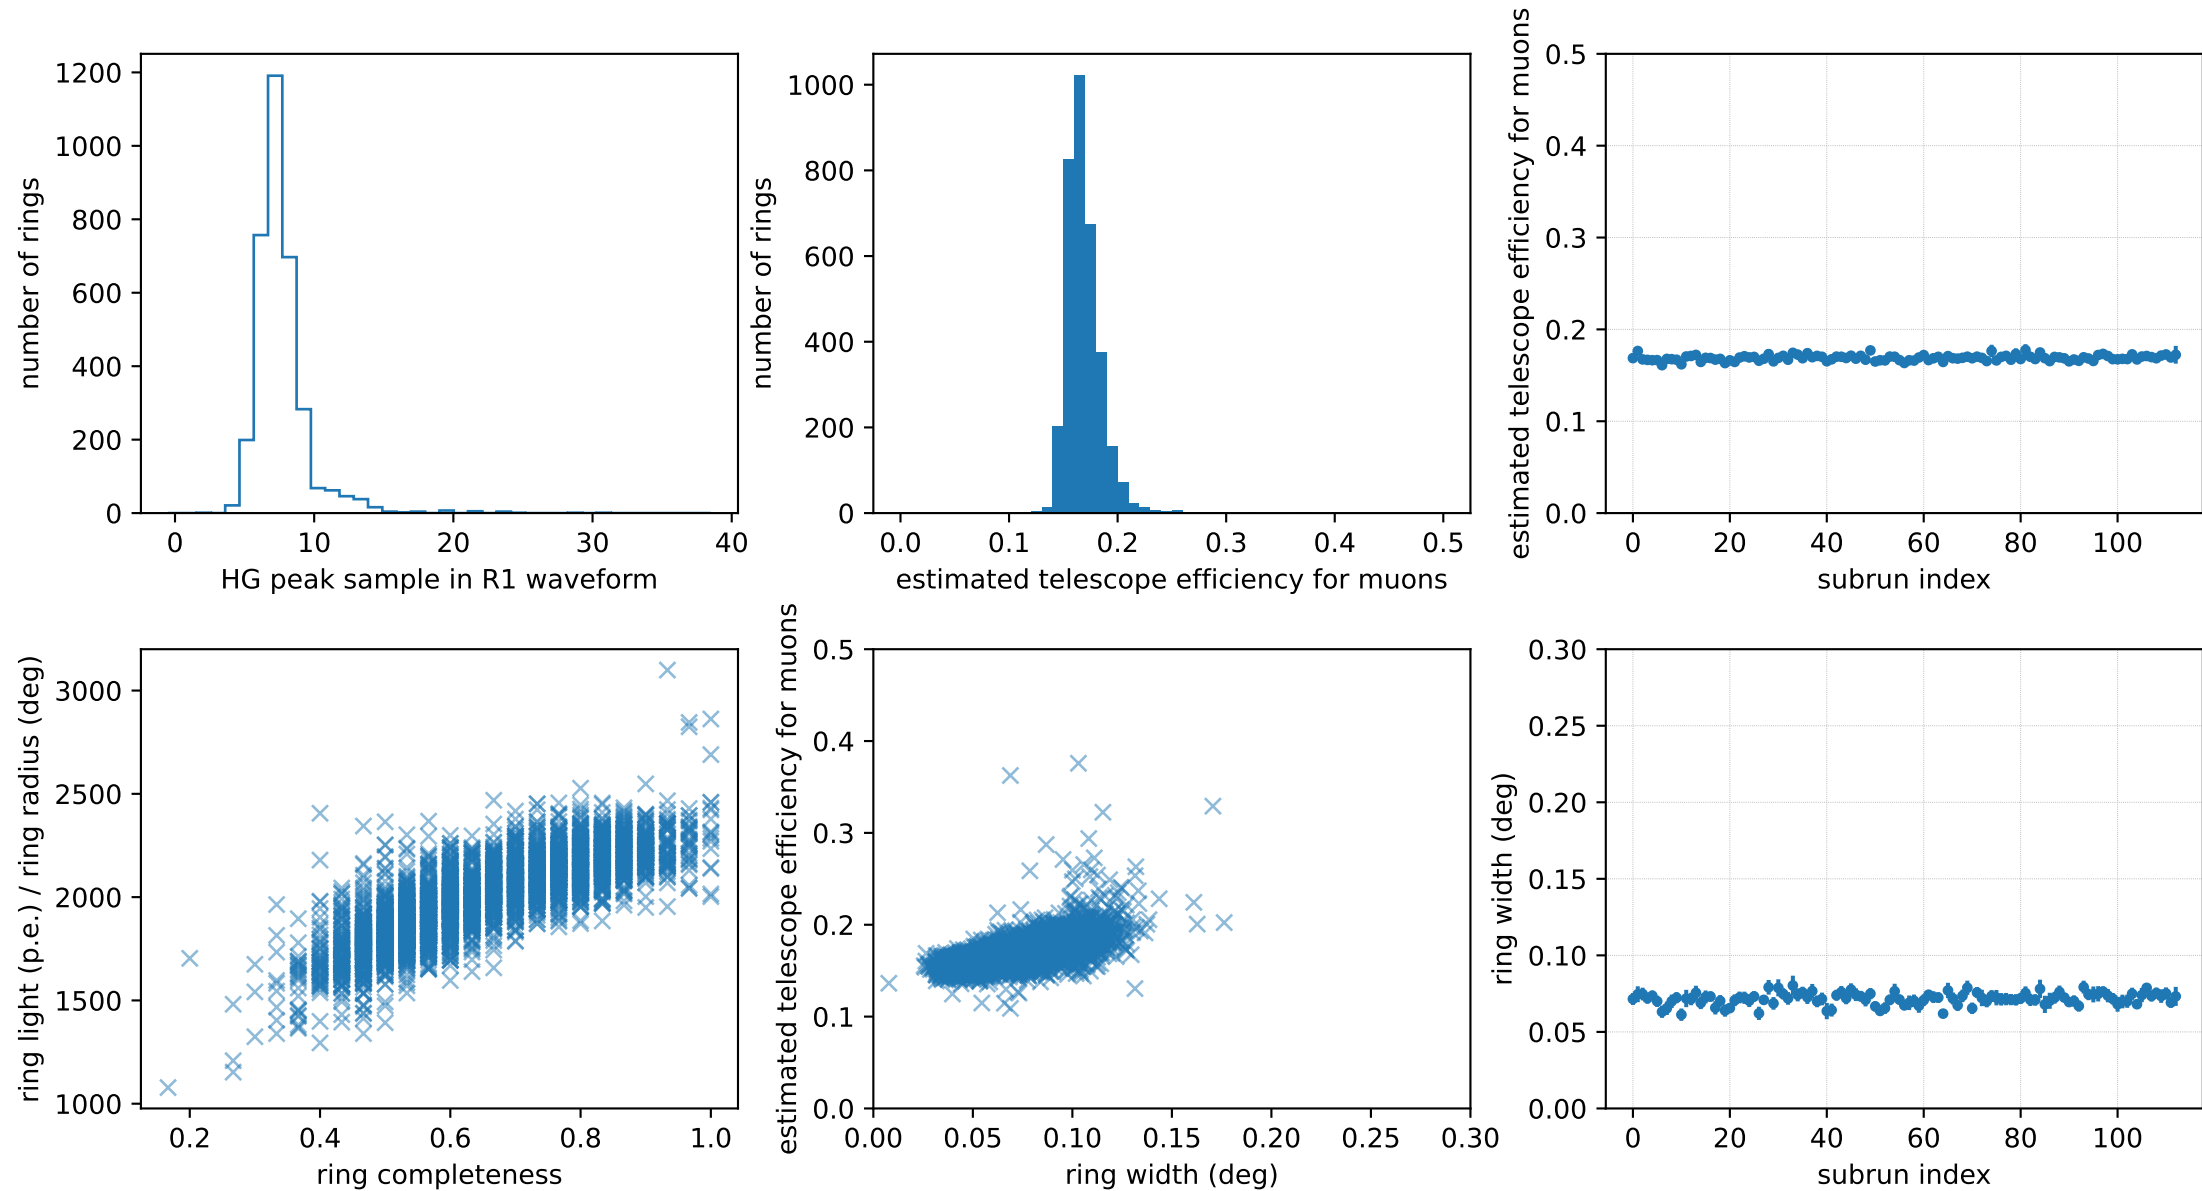 number of rings
1200
1000
800
600
400
200
0
0 10 20 30 40
HG peak sample in R1 waveform
number of rings
1000
800
600
400
200
0
0.0 0.1 0.2 0.3 0.4 0.5
estimated telescope efficiency for muons
estimated telescope efficiency for muons
0.5
0.4
0.3
0.2
0.1
0.0
0 20 40 60 80 100
subrun index
ring light (p.e.) / ring radius (deg)
3000
2500
2000
1500
1000
0.2 0.4 0.6 0.8 1.0
ring completeness
estimated telescope efficiency for muons
0.5
0.4
0.3
0.2
0.1
0.0
0.00 0.05 0.10 0.15 0.20 0.25 0.30
ring width (deg)
ring width (deg)
0.30
0.25
0.20
0.15
0.10
0.05
0.00
0 20 40 60 80 100
subrun index